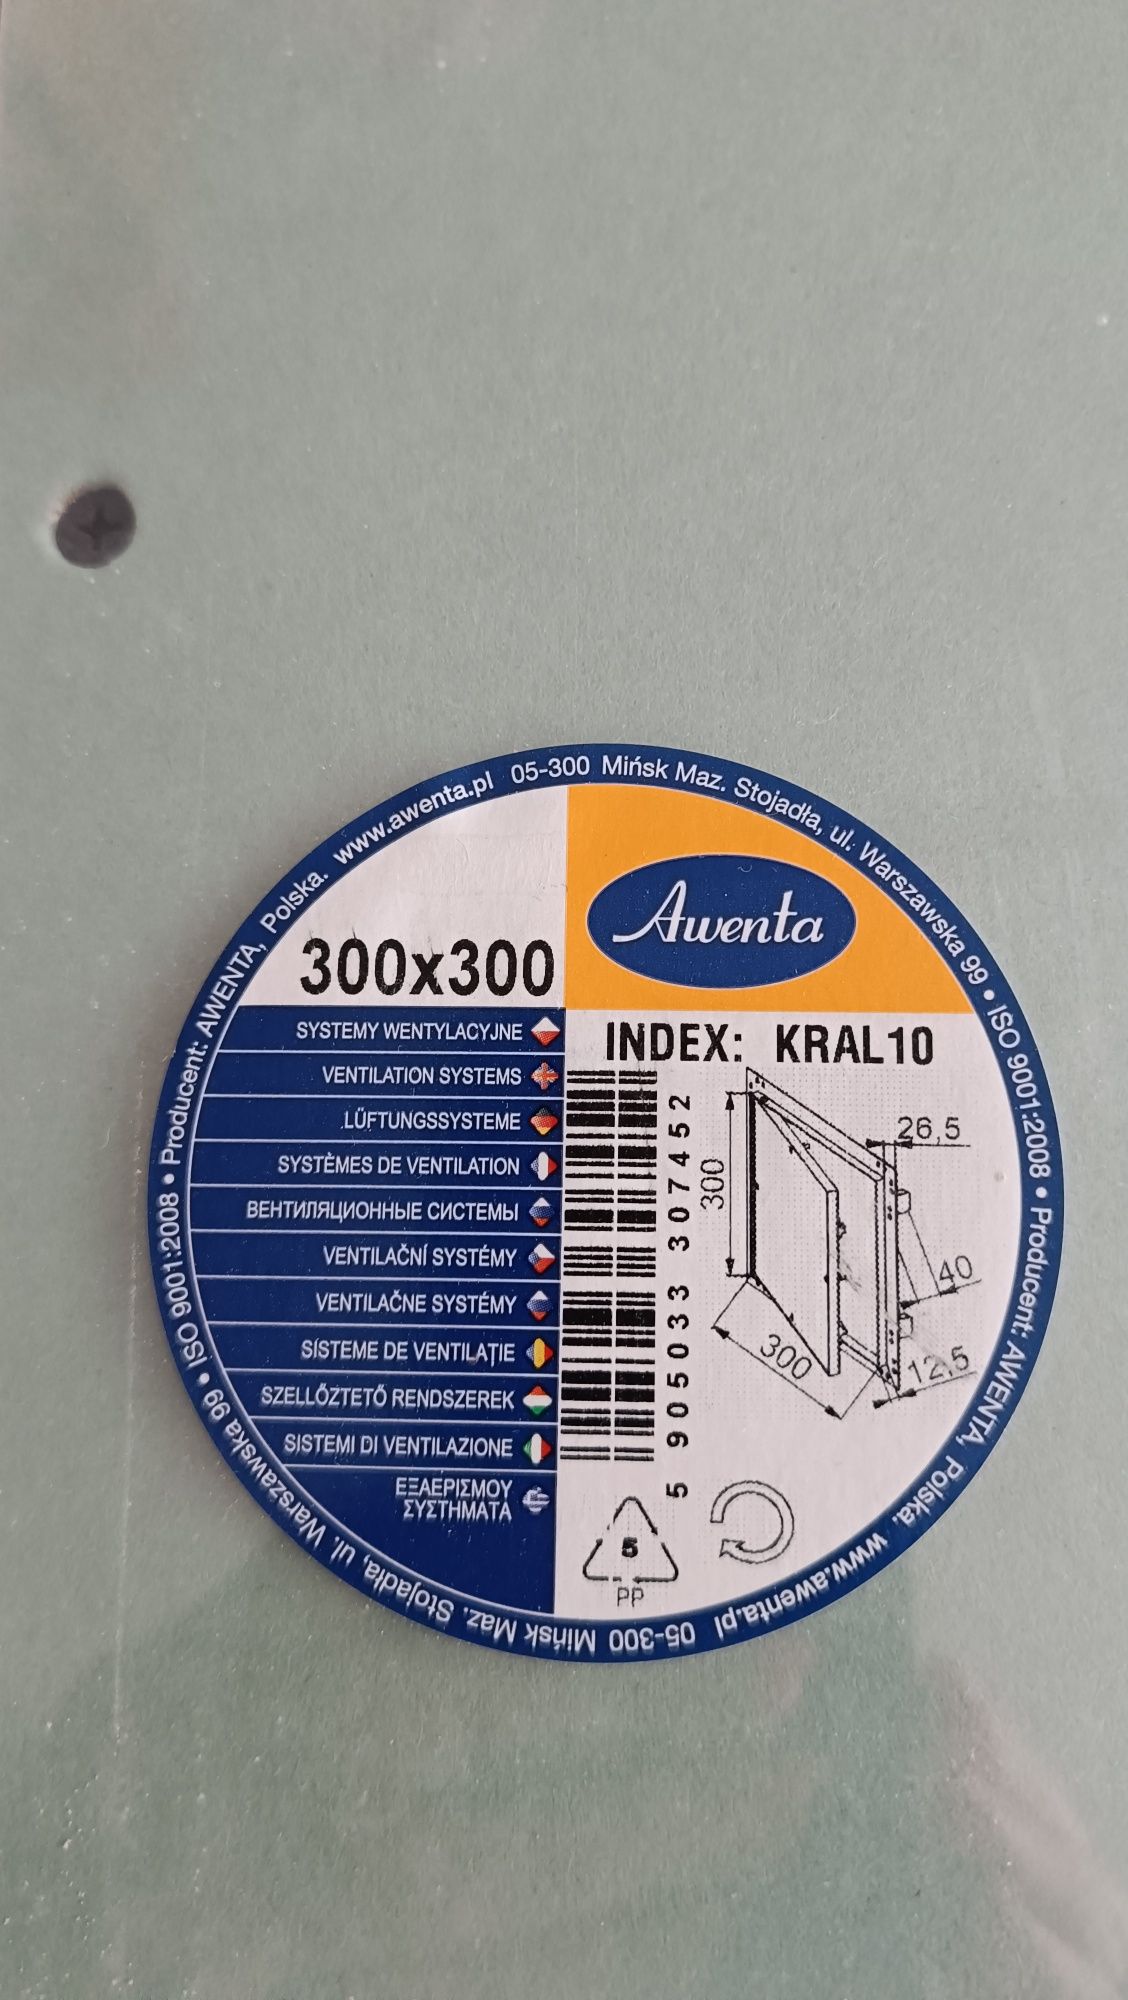 Producent: AWENTA, Polska. www.awenta.pl 05-300 Mińsk Maz. Stojadła, ul. Warszawska 99 • ISO 9001:2008 • Producent: AWENTA, Polska. www.awenta.pl 05-300 Mińsk Maz. Stojadła, ul. Warszawska 99 • ISO 9001:2008 •
Awenta
300x300
INDEX: KRAL10
SYSTEMY WENTYLACYJNE
VENTILATION SYSTEMS
LÜFTUNGSSYSTEME
SYSTÈMES DE VENTILATION
ВЕНТИЛЯЦИОННЫЕ СИСТЕМЫ
VENTILAČNÍ SYSTÉMY
VENTILAČNE SYSTÉMY
SISTEME DE VENTILAȚIE
SZELLŐZTETŐ RENDSZEREK
SISTEMI DI VENTILAZIONE
ΕΞΑΕΡΙΣΜΟΥ
ΣΥΣΤΗΜΑΤΑ
5 905033 307452
300
26,5
40
300
12,5
5
PP